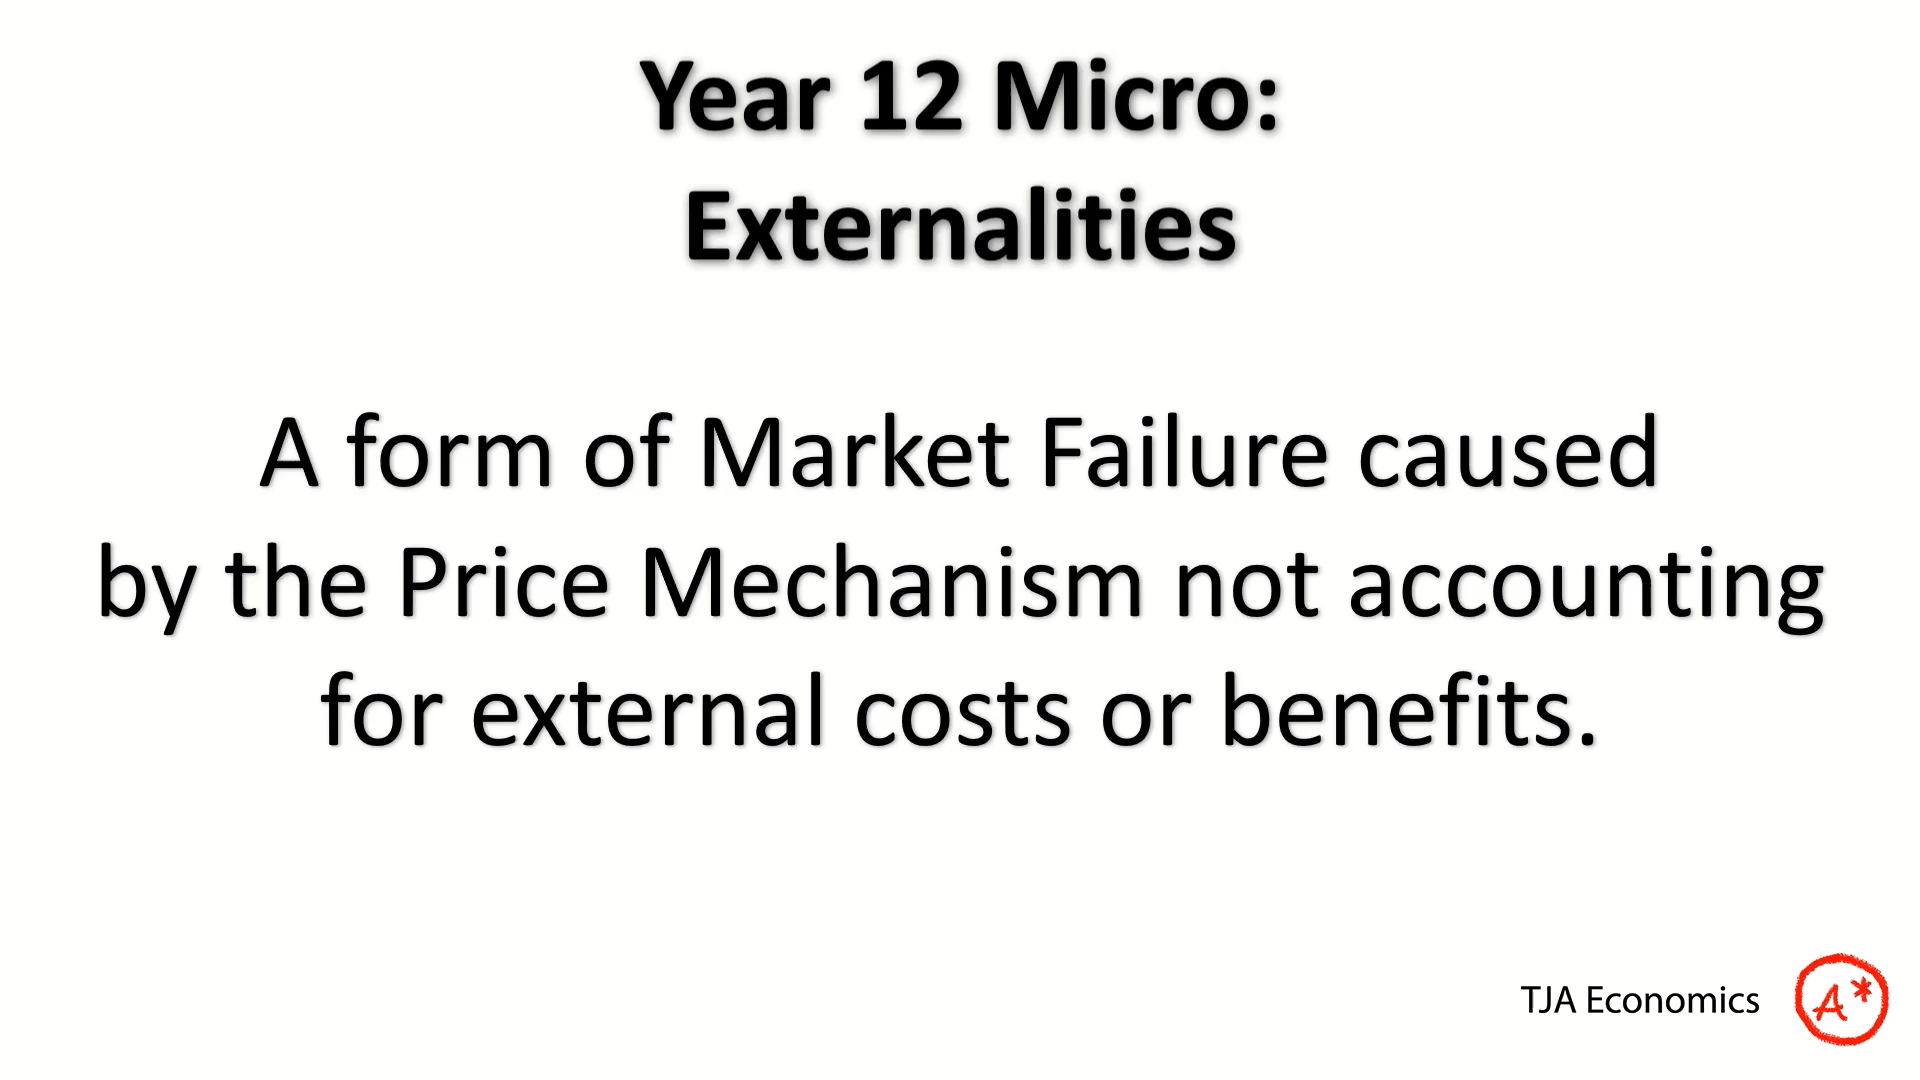 Year 12 Micro:
Externalities
A form of Market Failure caused
by the Price Mechanism not accounting
for external costs or benefits.
TJA Economics
A*